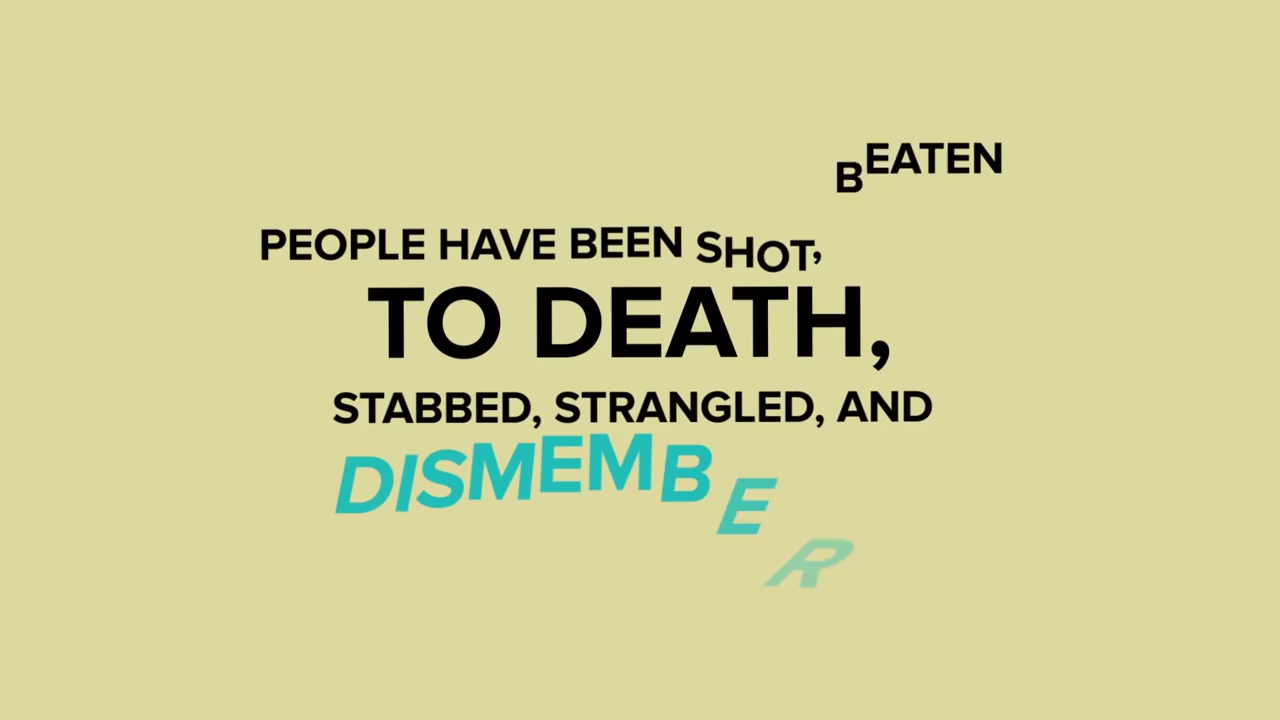 BEATEN
PEOPLE HAVE BEEN SHOT,
TO DEATH,
STABBED, STRANGLED, AND
DISMEMBER